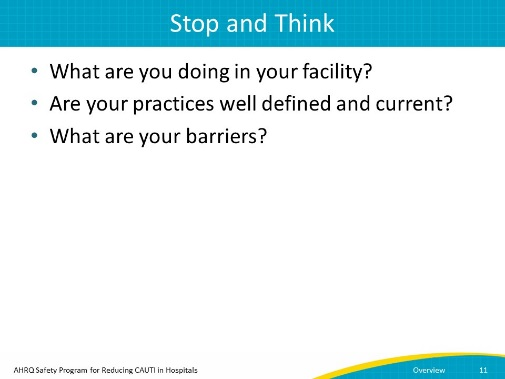 Stop and Think
• What are you doing in your facility?
• Are your practices well defined and current?
• What are your barriers?
AHRQ Safety Program for Reducing CAUTI in Hospitals
Overview
11